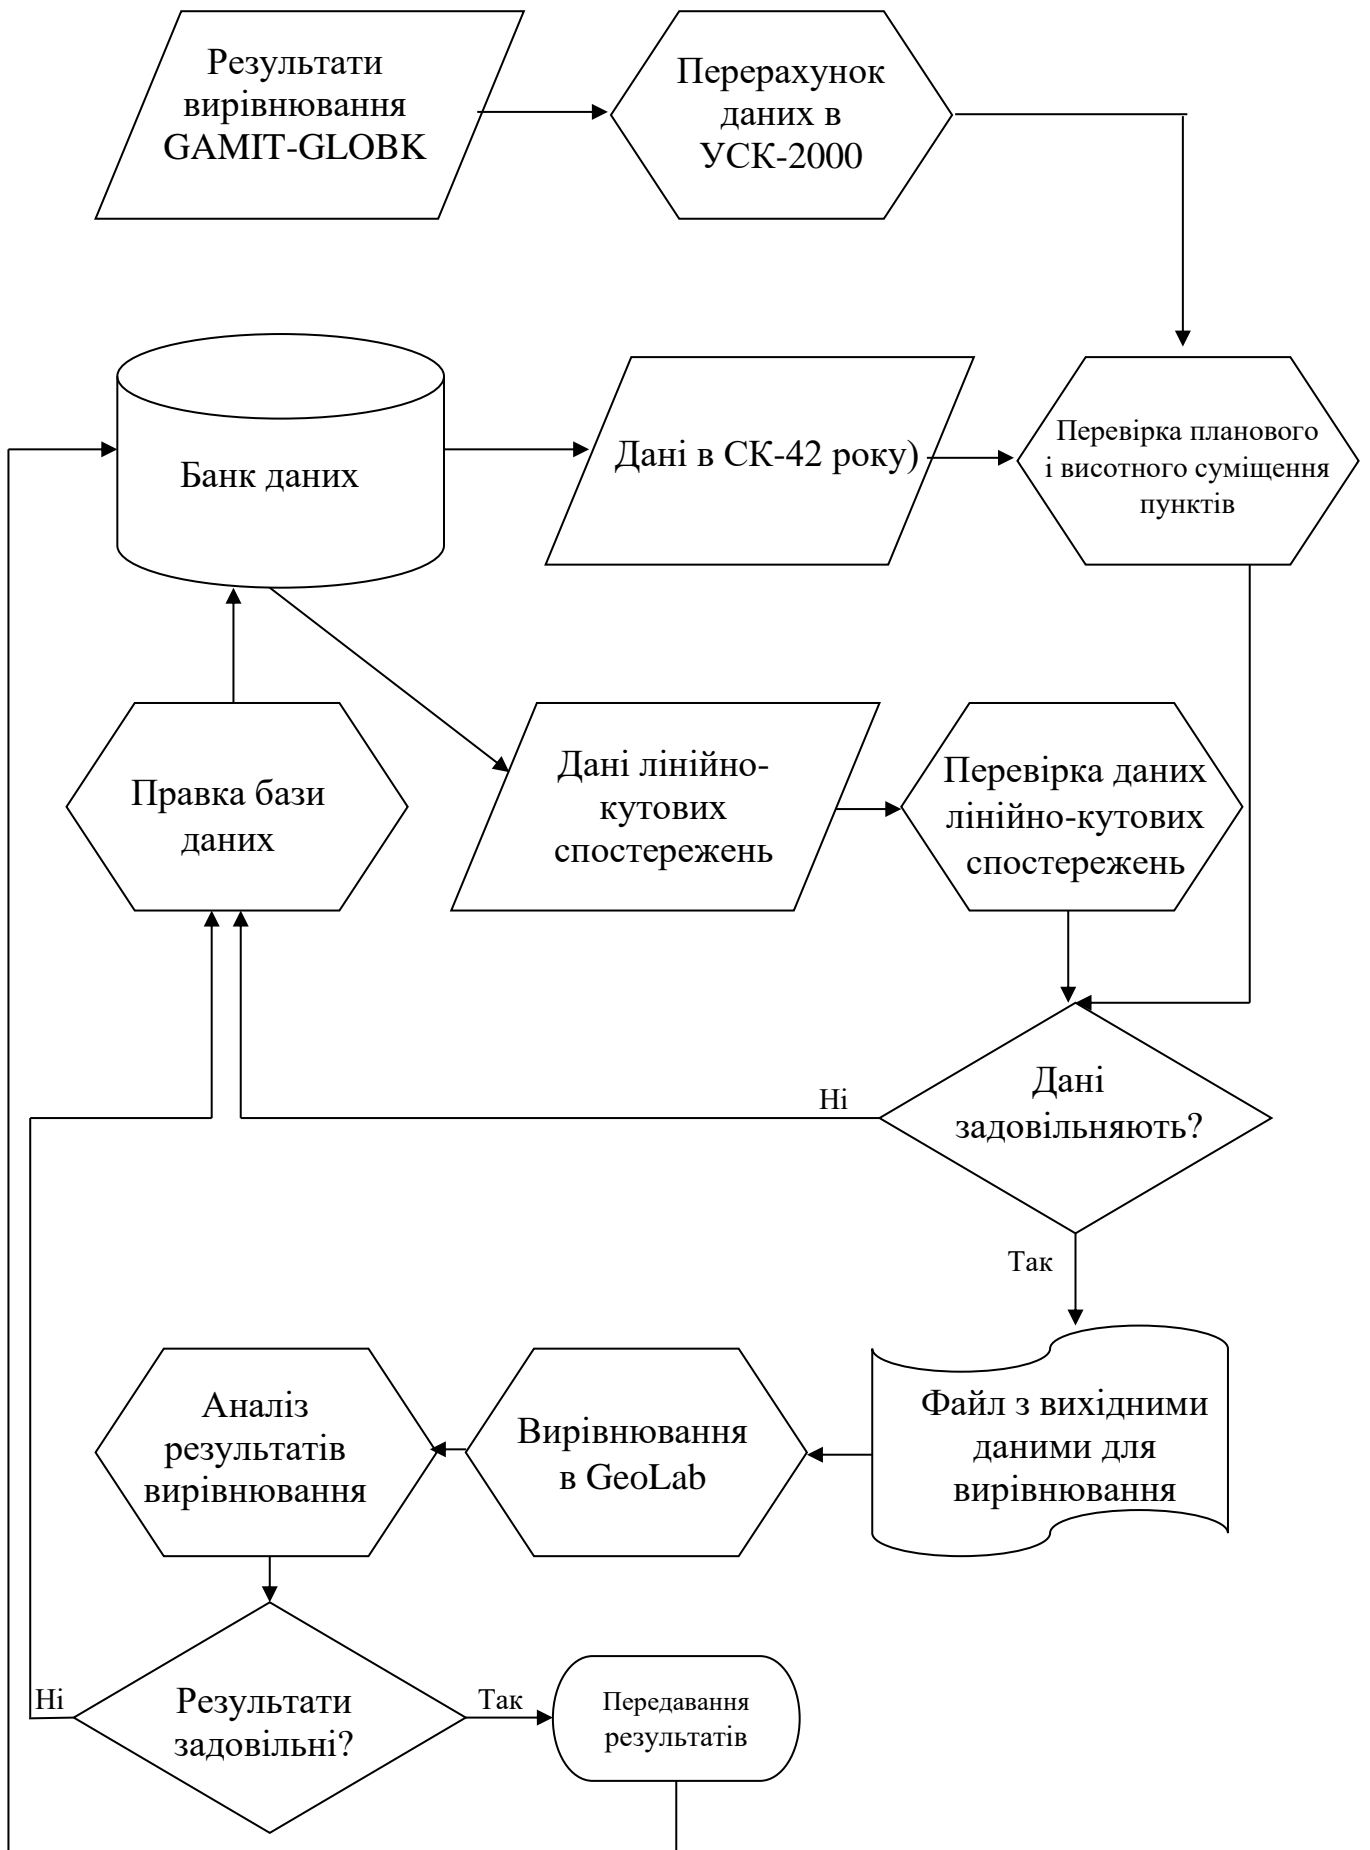 Результати
вирівнювання
GAMIT-GLOBK
Перерахунок
даних в
УСК-2000
Банк даних
Дані в СК-42 року)
Перевірка планового
і висотного суміщення
пунктів
Правка бази
даних
Дані лінійно-
кутових
спостережень
Перевірка даних
лінійно-кутових
спостережень
Ні
Дані
задовільняють?
Так
Аналіз
результатів
вирівнювання
Вирівнювання
в GeoLab
Файл з вихідними
даними для
вирівнювання
Ні
Результати
задовільні?
Так
Передавання
результатів